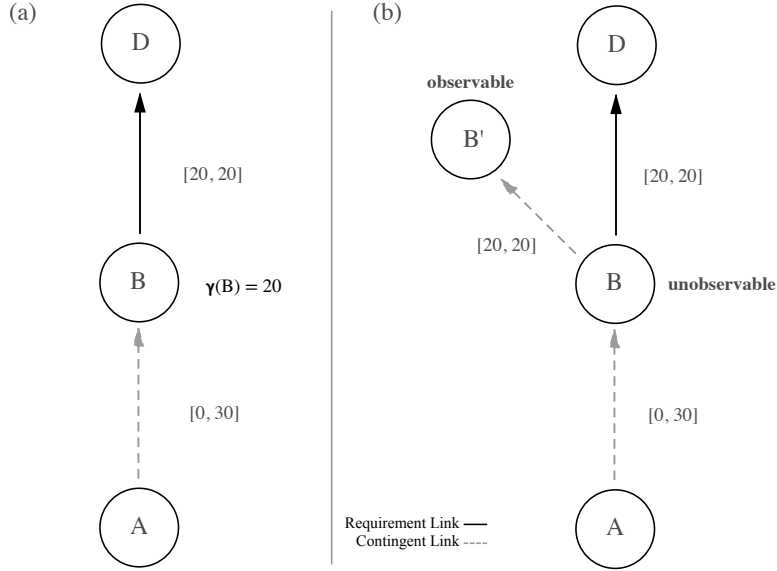 (a)
D
[20, 20]
B
γ(B) = 20
[0, 30]
A
(b)
D
observable
B'
[20, 20]
[20, 20]
B
unobservable
[0, 30]
A
Requirement Link
Contingent Link